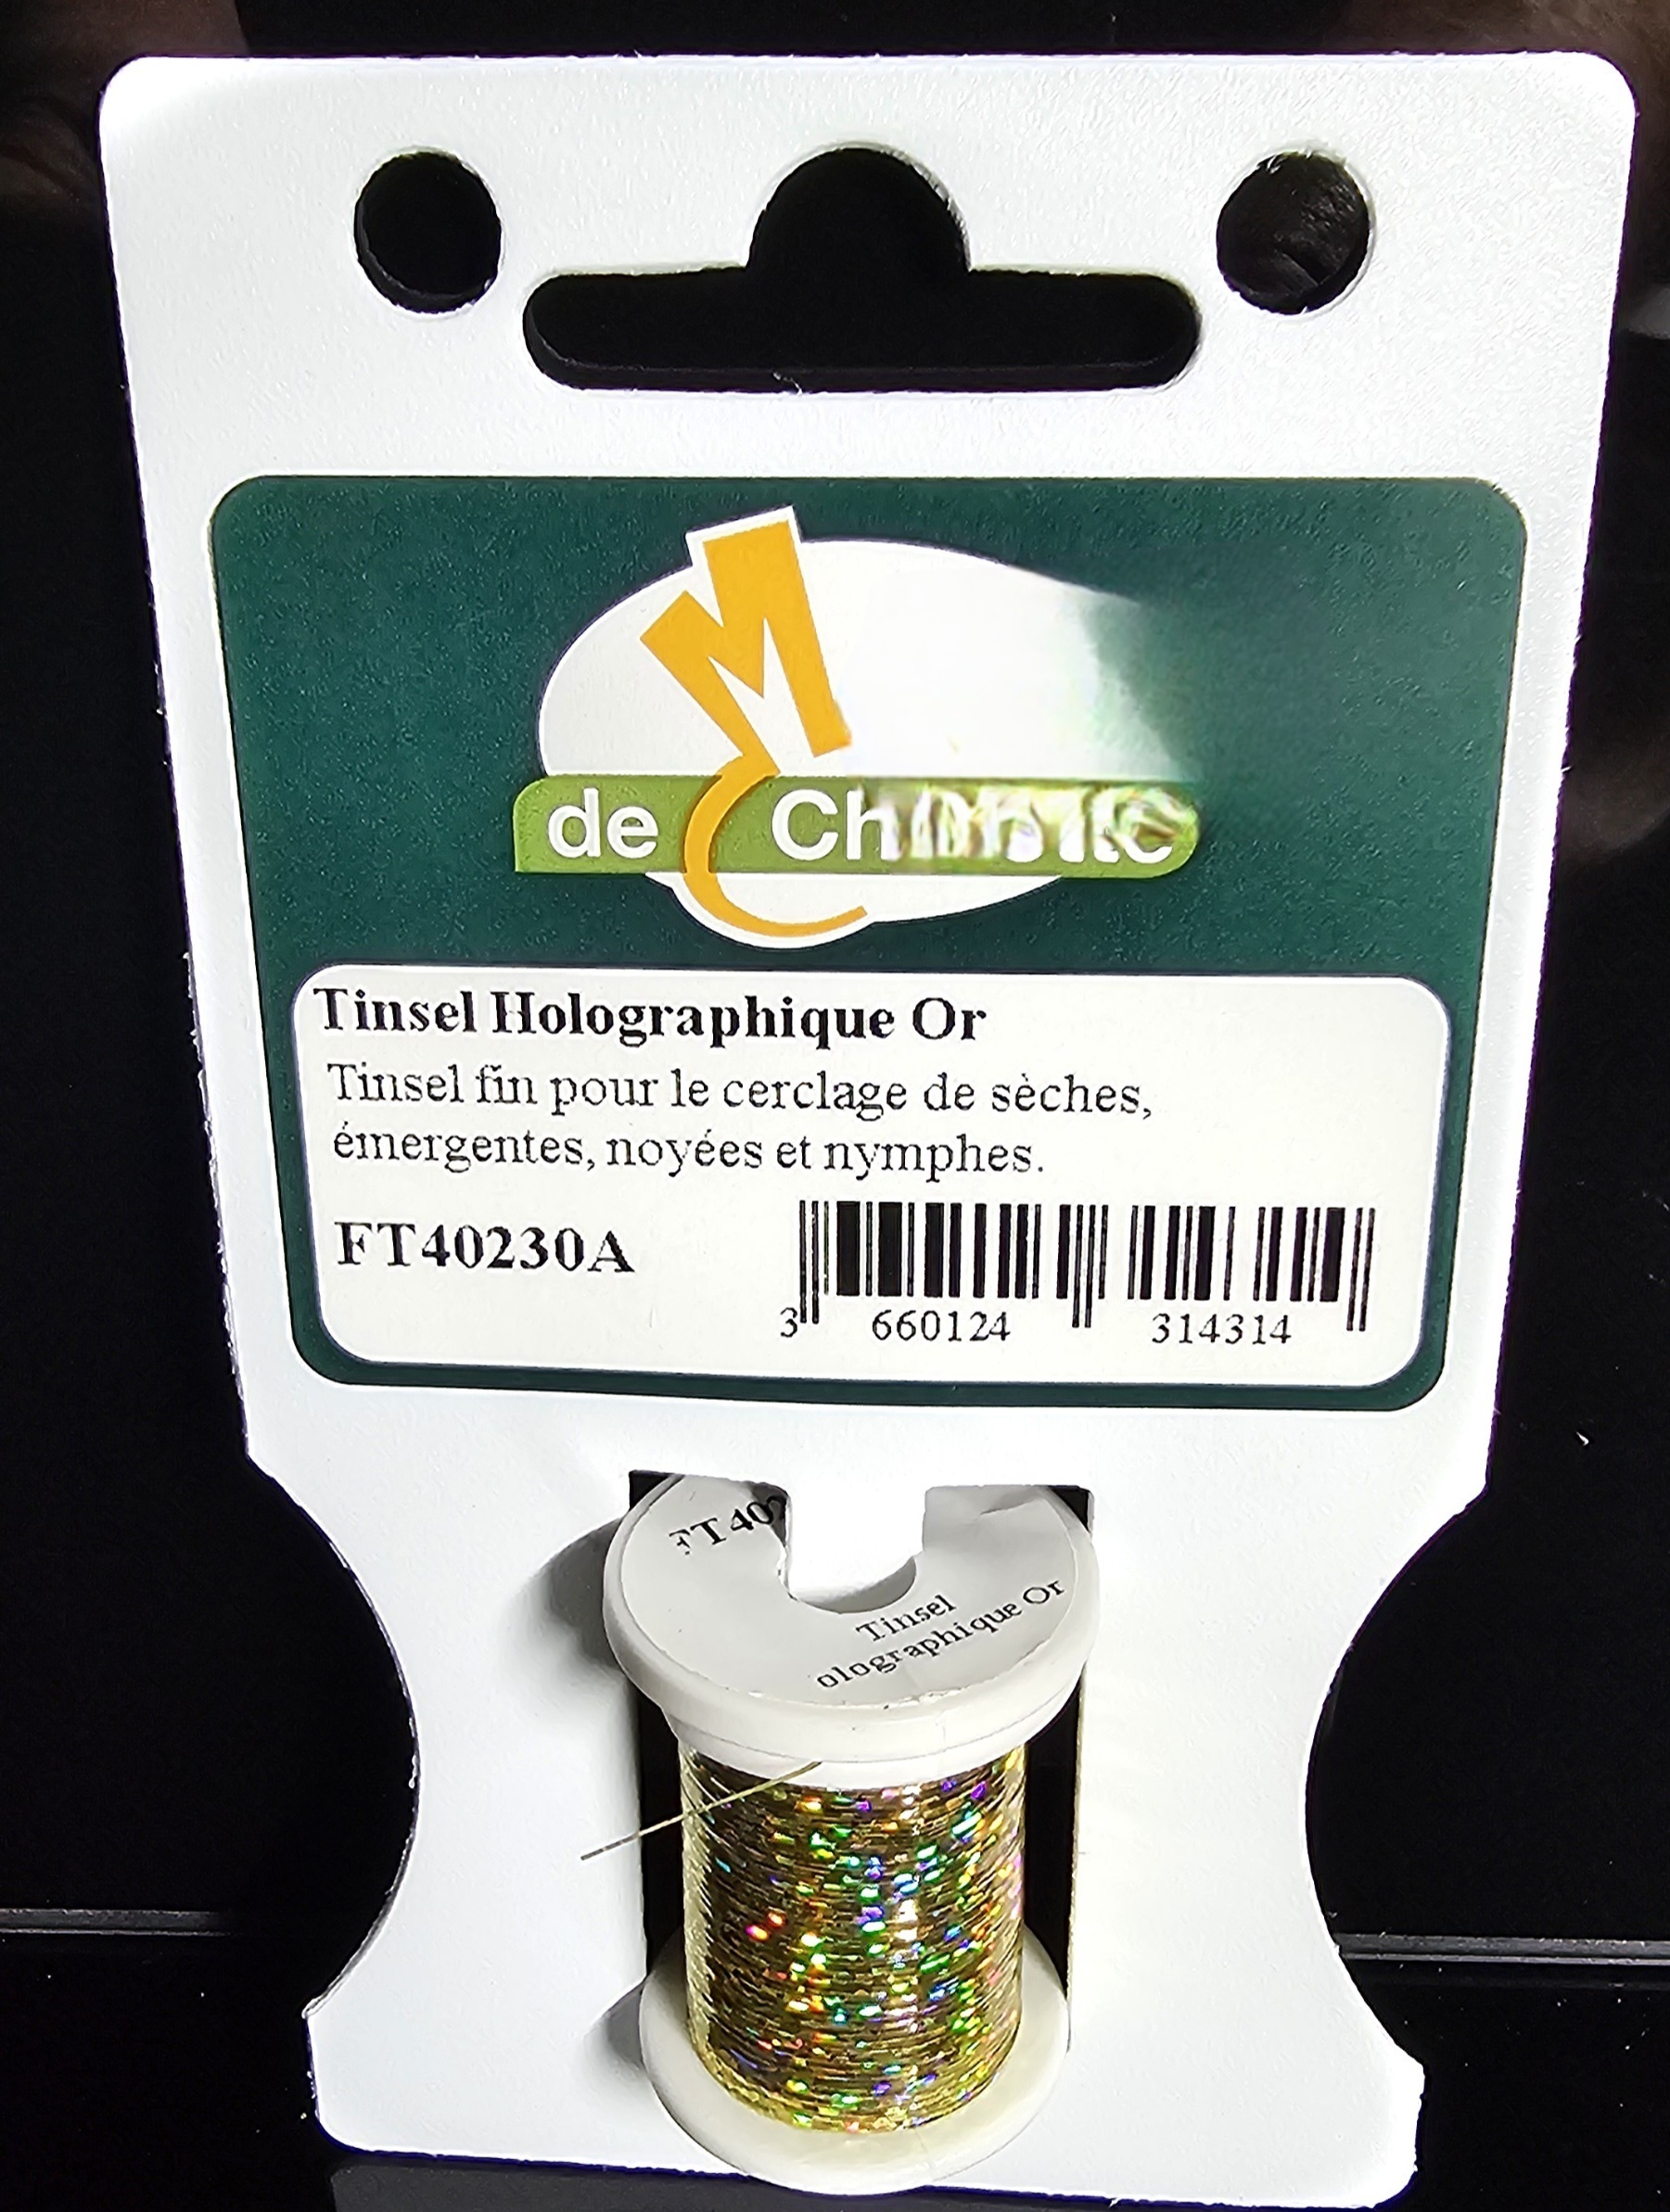 M
de
Tinsel Holographique Or
Tinsel fin pour le cerclage de sèches,
émergentes, noyées et nymphes.
FT40230A
3 660124 314314
FT402
Tinsel
olographique Or